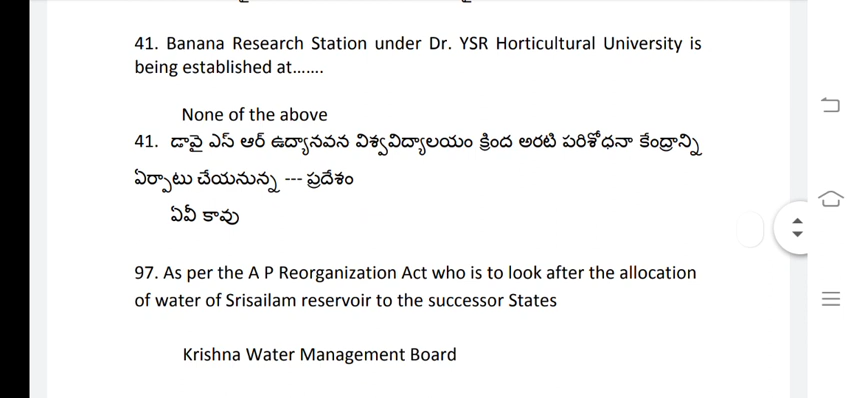 41. Banana Research Station under Dr. YSR Horticultural University is
being established at…….
None of the above
41. డావై ఎస్ ఆర్ ఉద్యానవన విశ్వవిద్యాలయం క్రింద అరటి పరిశోధనా కేంద్రాన్ని
ఏర్పాటు చేయనున్న --- ప్రదేశం
ఏవీ కావు
97. As per the A P Reorganization Act who is to look after the allocation
of water of Srisailam reservoir to the successor States
Krishna Water Management Board